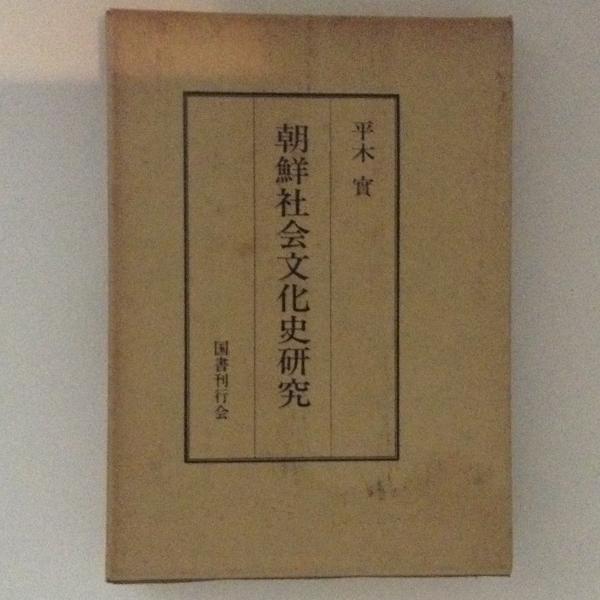 平木 實
朝鮮社会文化史研究
国書刊行会